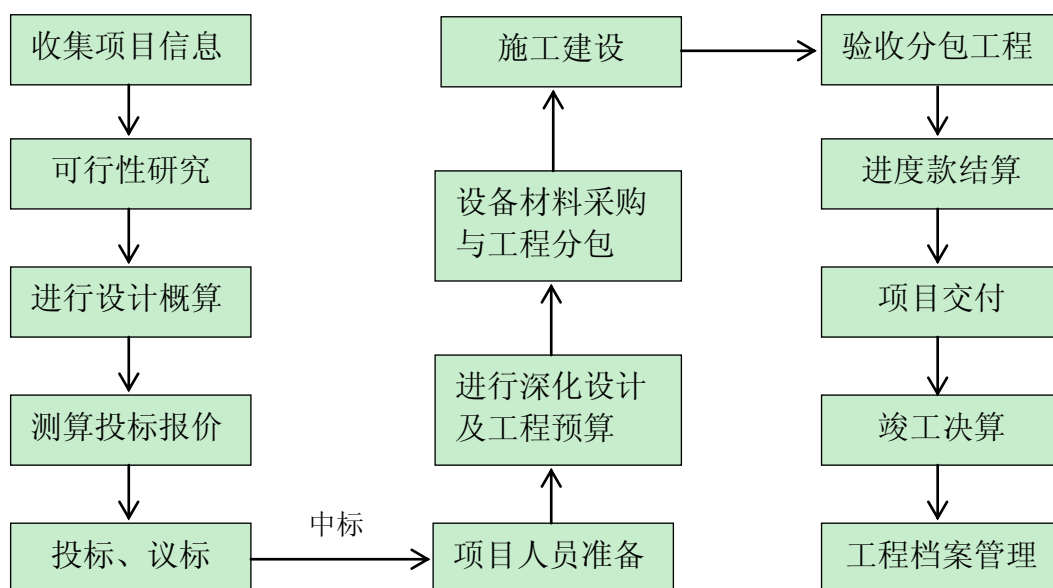 收集项目信息
可行性研究
进行设计概算
测算投标报价
投标、议标
中标
项目人员准备
进行深化设计
及工程预算
设备材料采购
与工程分包
施工建设
验收分包工程
进度款结算
项目交付
竣工决算
工程档案管理